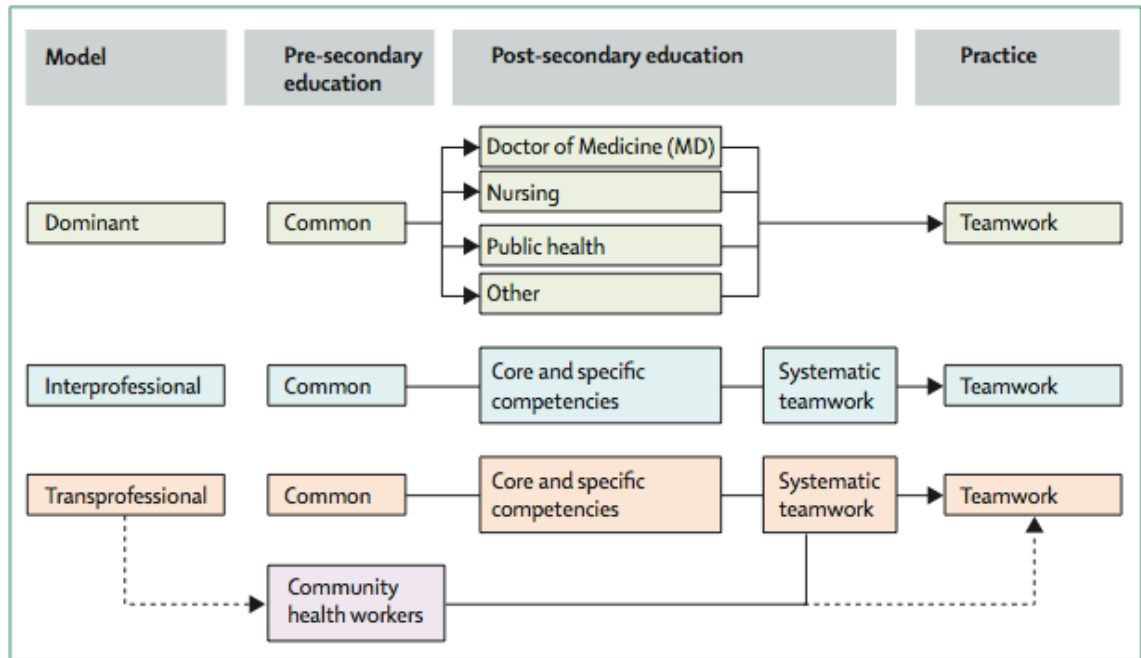 Model
Pre-secondary
education
Post-secondary education
Practice
Dominant
Common
Doctor of Medicine (MD)
Nursing
Public health
Other
Teamwork
Interprofessional
Common
Core and specific
competencies
Systematic
teamwork
Teamwork
Transprofessional
Common
Core and specific
competencies
Systematic
teamwork
Teamwork
Community
health workers